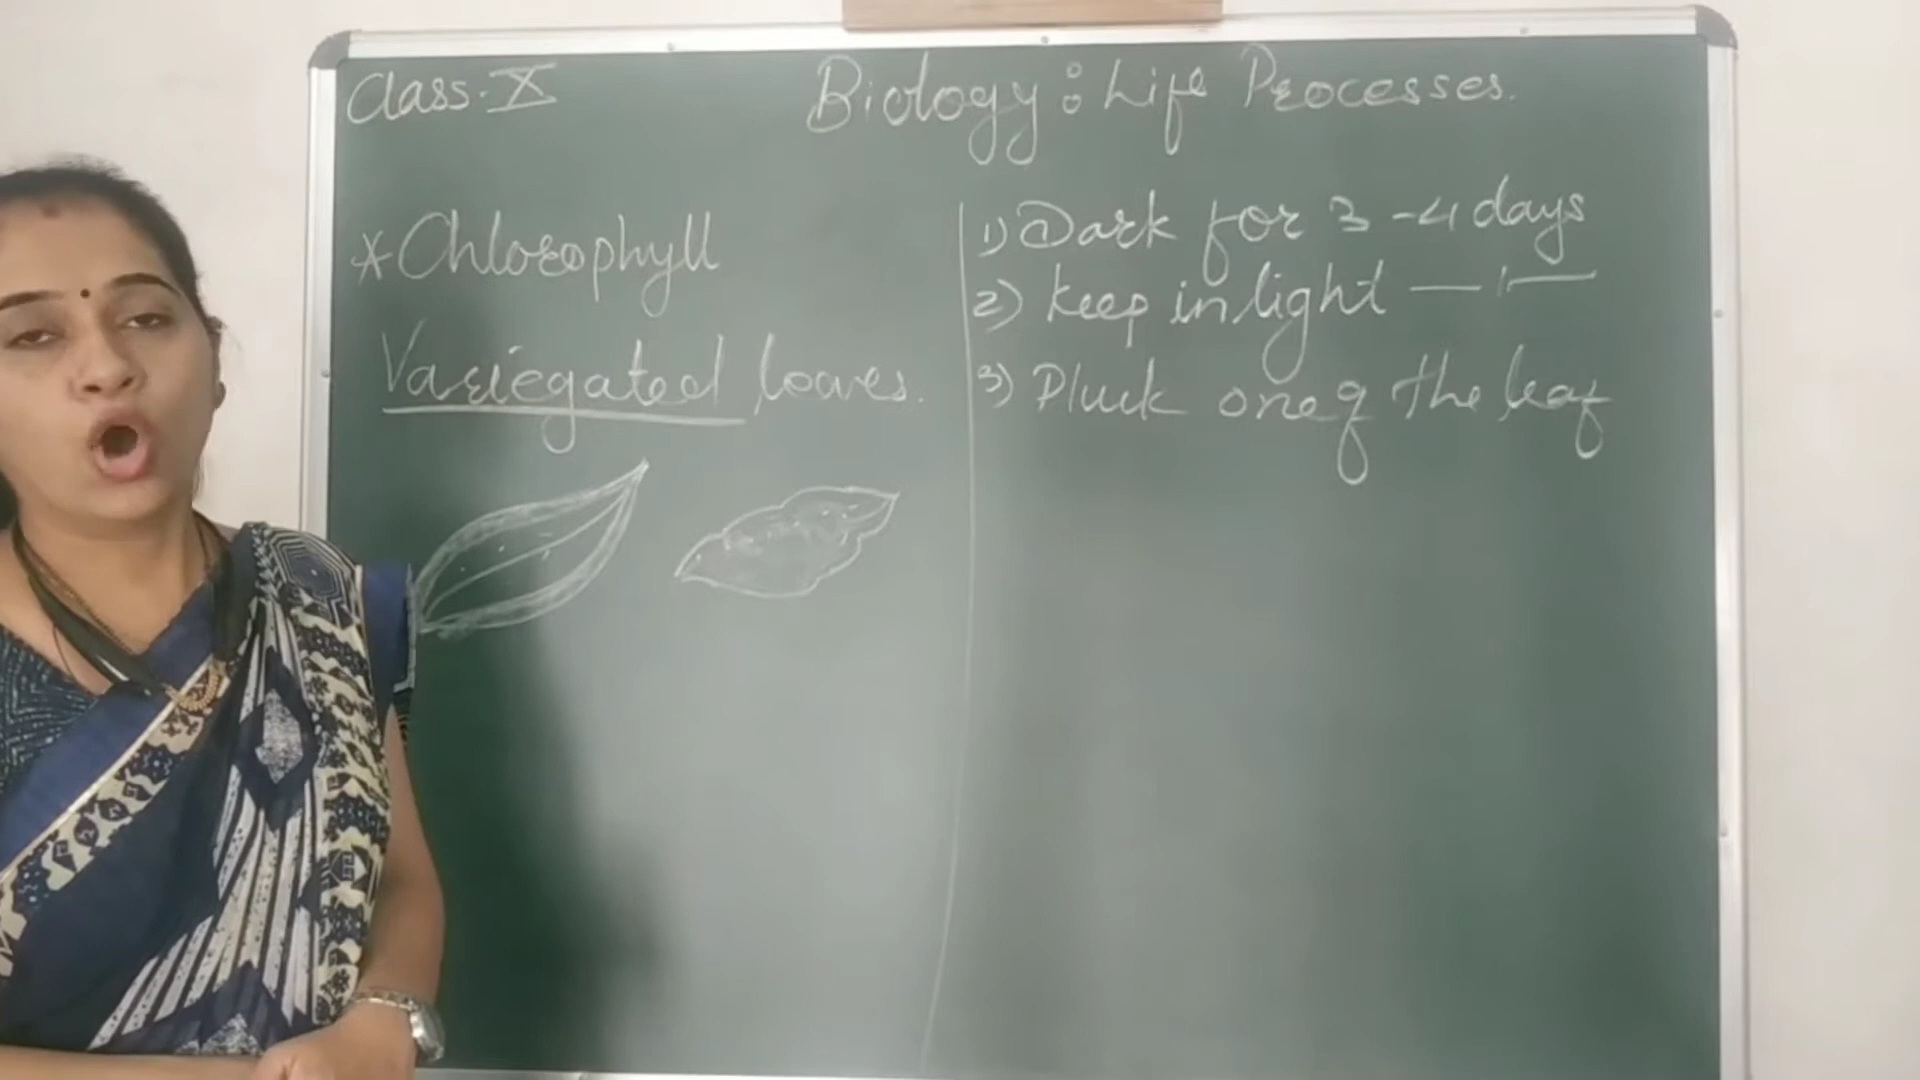 Class-X
Biology : Life Processes.
* Chlorophyll
Variegated leaves.
1) Dark for 3-4 days
2) Keep in light — 11 —
3) Pluck one of the leaf